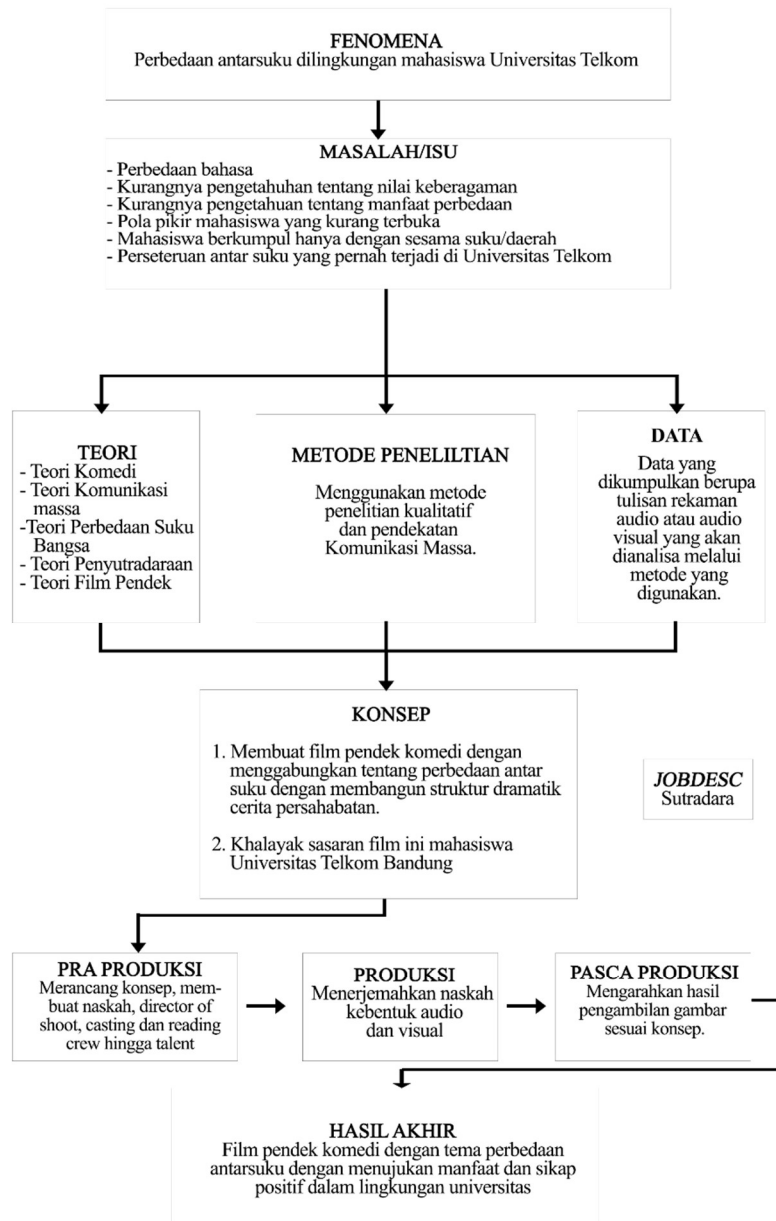 FENOMENA
Perbedaan antarsuku dilingkungan mahasiswa Universitas Telkom
MASALAH/ISU
- Perbedaan bahasa
- Kurangnya pengetuhuhan tentang nilai keberagaman
- Kurangnya pengetahuan tentang manfaat perbedaan
- Pola pikir mahasiswa yang kurang terbuka
- Mahasiswa berkumpul hanya dengan sesama suku/daerah
- Perseteruan antar suku yang pernah terjadi di Universitas Telkom
TEORI
- Teori Komedi
- Teori Komunikasi
massa
-Teori Perbedaan Suku
Bangsa
- Teori Penyutradaraan
- Teori Film Pendek
METODE PENELILTIAN
Menggunakan metode
penelitian kualitatif
dan pendekatan
Komunikasi Massa.
DATA
Data yang
dikumpulkan berupa
tulisan rekaman
audio atau audio
visual yang akan
dianalisa melalui
metode yang
digunakan.
KONSEP
1. Membuat film pendek komedi dengan
menggabungkan tentang perbedaan antar
suku dengan membangun struktur dramatik
cerita persahabatan.
2. Khalayak sasaran film ini mahasiswa
Universitas Telkom Bandung
JOBDESC
Sutradara
PRA PRODUKSI
Merancang konsep, mem-
buat naskah, director of
shoot, casting dan reading
crew hingga talent
PRODUKSI
Menerjemahkan naskah
kebentuk audio
dan visual
PASCA PRODUKSI
Mengarahkan hasil
pengambilan gambar
sesuai konsep.
HASIL AKHIR
Film pendek komedi dengan tema perbedaan
antarsuku dengan menujukan manfaat dan sikap
positif dalam lingkungan universitas